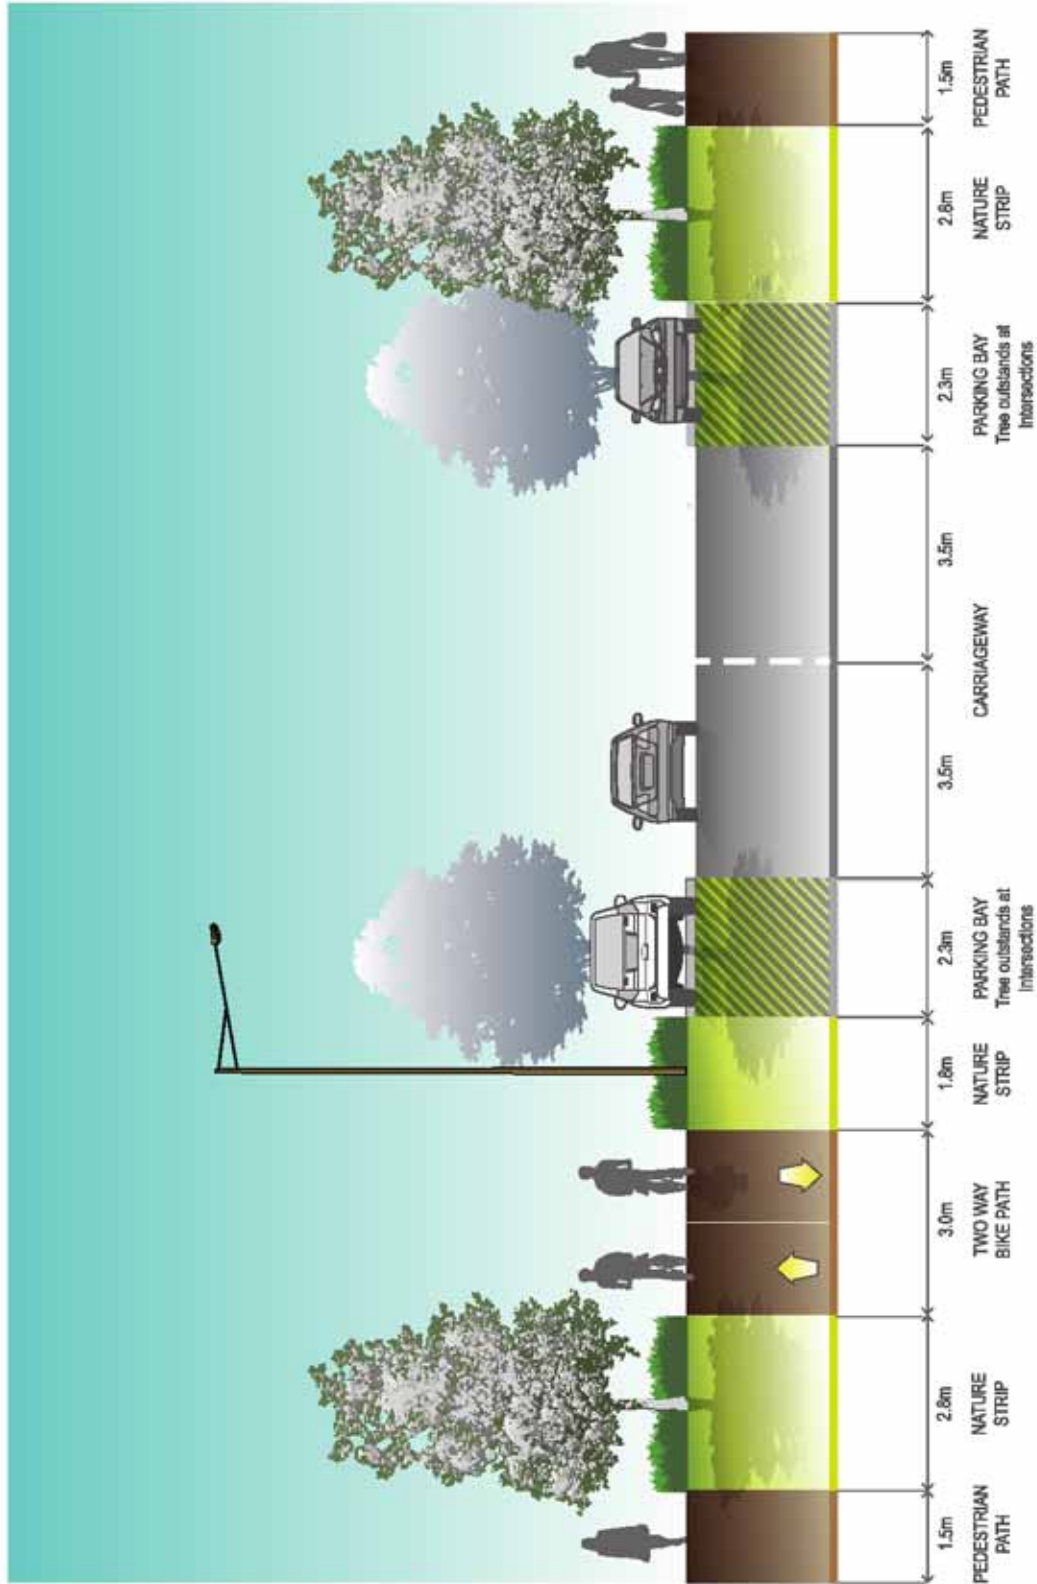 1.5m
PEDESTRIAN
PATH
2.8m
NATURE
STRIP
3.0m
TWO WAY
BIKE PATH
1.8m
NATURE
STRIP
2.3m
PARKING BAY
Tree outstands at
Intersections
3.5m
CARRIAGEWAY
3.5m
2.3m
PARKING BAY
Tree outstands at
Intersections
2.8m
NATURE
STRIP
1.5m
PEDESTRIAN
PATH